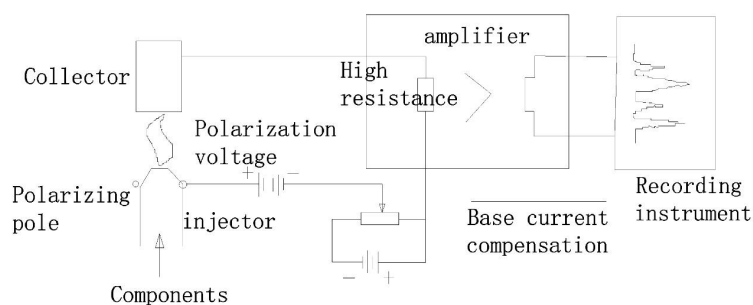 amplifier
Collector
High
resistance
Polarization
voltage
+
-
Polarizing
pole
injector
Recording
instrument
Base current
compensation
-
+
Components